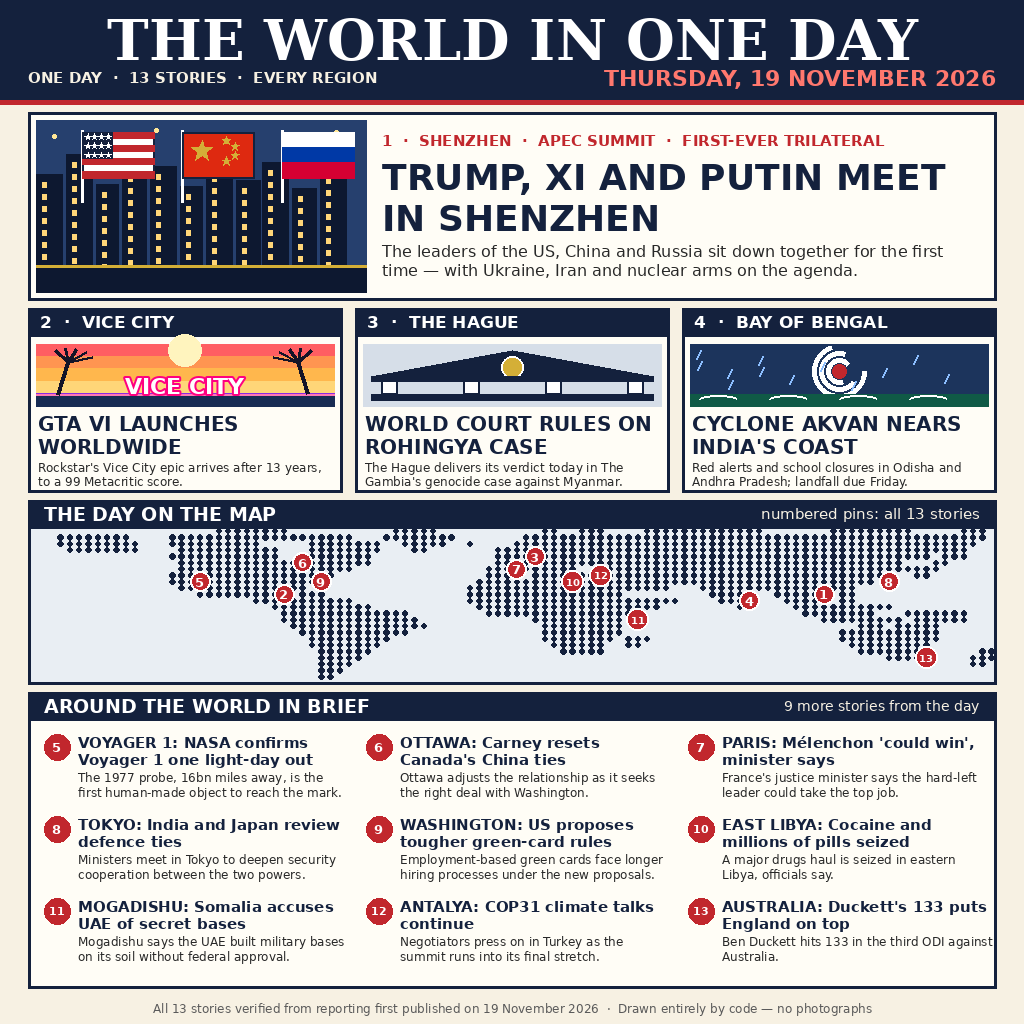 THE WORLD IN ONE DAY
ONE DAY · 13 STORIES · EVERY REGION
THURSDAY, 19 NOVEMBER 2026
1 · SHENZHEN · APEC SUMMIT · FIRST-EVER TRILATERAL
TRUMP, XI AND PUTIN MEET
IN SHENZHEN
The leaders of the US, China and Russia sit down together for the first
time — with Ukraine, Iran and nuclear arms on the agenda.
2 · VICE CITY
VICE CITY
GTA VI LAUNCHES
WORLDWIDE
Rockstar's Vice City epic arrives after 13 years,
to a 99 Metacritic score.
3 · THE HAGUE
WORLD COURT RULES ON
ROHINGYA CASE
The Hague delivers its verdict today in The
Gambia's genocide case against Myanmar.
4 · BAY OF BENGAL
CYCLONE AKVAN NEARS
INDIA'S COAST
Red alerts and school closures in Odisha and
Andhra Pradesh; landfall due Friday.
THE DAY ON THE MAP
numbered pins: all 13 stories
3
6
7
12
5
9
10
8
2
1
4
11
13
AROUND THE WORLD IN BRIEF
9 more stories from the day
5
VOYAGER 1: NASA confirms
Voyager 1 one light-day out
The 1977 probe, 16bn miles away, is the
first human-made object to reach the mark.
6
OTTAWA: Carney resets
Canada's China ties
Ottawa adjusts the relationship as it seeks
the right deal with Washington.
7
PARIS: Mélenchon 'could win',
minister says
France's justice minister says the hard-left
leader could take the top job.
8
TOKYO: India and Japan review
defence ties
Ministers meet in Tokyo to deepen security
cooperation between the two powers.
9
WASHINGTON: US proposes
tougher green-card rules
Employment-based green cards face longer
hiring processes under the new proposals.
10
EAST LIBYA: Cocaine and
millions of pills seized
A major drugs haul is seized in eastern
Libya, officials say.
11
MOGADISHU: Somalia accuses
UAE of secret bases
Mogadishu says the UAE built military bases
on its soil without federal approval.
12
ANTALYA: COP31 climate talks
continue
Negotiators press on in Turkey as the
summit runs into its final stretch.
13
AUSTRALIA: Duckett's 133 puts
England on top
Ben Duckett hits 133 in the third ODI against
Australia.
All 13 stories verified from reporting first published on 19 November 2026 · Drawn entirely by code — no photographs